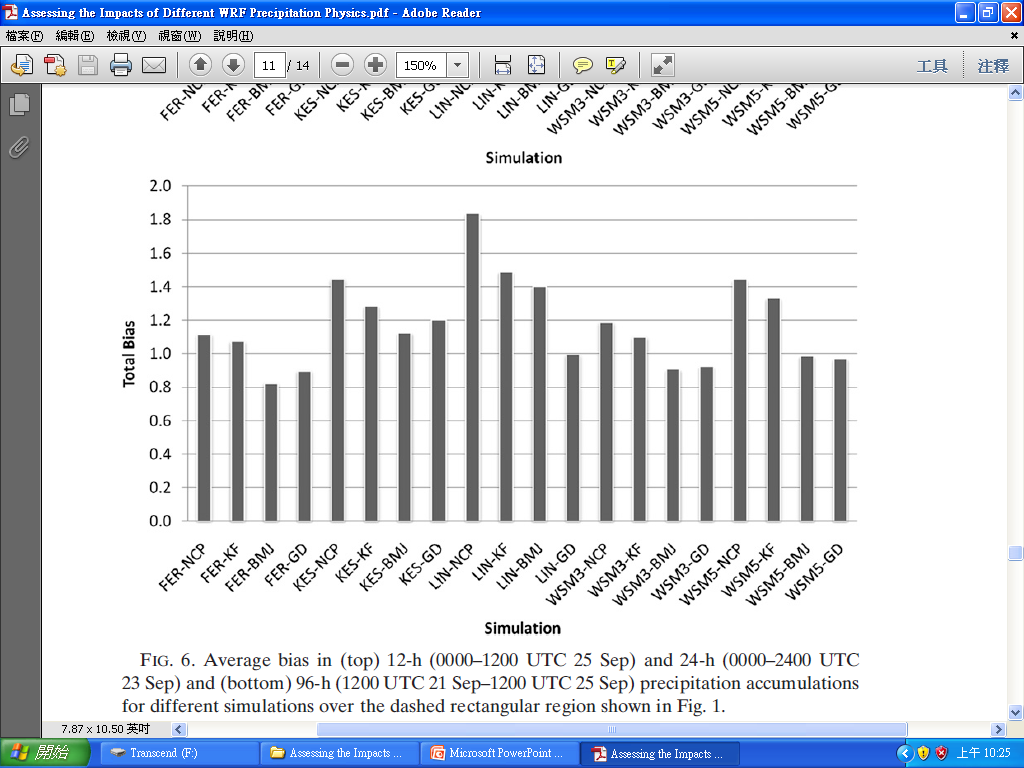 Assessing the Impacts of Different WRF Precipitation Physics.pdf - Adobe Reader
檔案(F) 編輯(E) 檢視(V) 視窗(W) 說明(H)
11 / 14 150% 工具 注釋
Simulation
2.0
1.8
1.6
1.4
1.2
1.0
0.8
0.6
0.4
0.2
0.0
Total Bias
FER-NCP FER-KF FER-BMJ FER-GD KES-NCP KES-KF KES-BMJ KES-GD LIN-NCP LIN-KF LIN-BMJ LIN-GD WSM3-NCP WSM3-KF WSM3-BMJ WSM3-GD WSM5-NCP WSM5-KF WSM5-BMJ WSM5-GD
Simulation
FIG. 6. Average bias in (top) 12-h (0000–1200 UTC 25 Sep) and 24-h (0000–2400 UTC
23 Sep) and (bottom) 96-h (1200 UTC 21 Sep–1200 UTC 25 Sep) precipitation accumulations
for different simulations over the dashed rectangular region shown in Fig. 1.
7.87 x 10.50 英吋
開始 Transcend (F:) Assessing the Impacts ... Microsoft PowerPoint ... Assessing the Impacts ... 上午 10:25